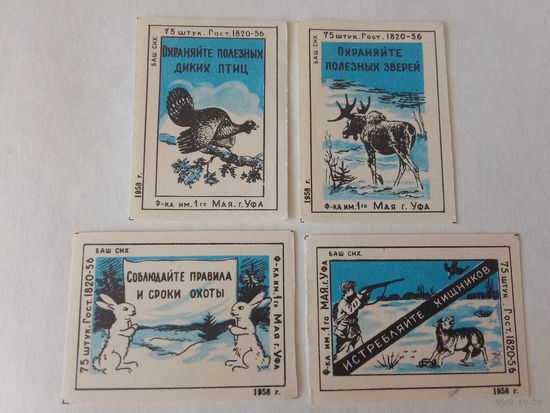 75 штук. Гост. 1820-56
БАШ СНХ.
Охраняйте полезных
диких птиц
1958 г.
Ф-ка им. 1го Мая. г. Уфа
75 штук. Гост. 1820-56
БАШ СНХ.
Охраняйте
полезных зверей
1958 г.
Ф-ка им. 1го Мая. г. Уфа
БАШ СНХ.
75 штук. Гост. 1820-56
Соблюдайте правила
и сроки охоты
Ф-ка им. 1го Мая г. Уфа
1958 г.
БАШ СНХ.
Ф-ка им. 1го Мая. г. Уфа
Истребляйте хищников
75 штук. Гост. 1820-56
1958 г.
www.ay.by